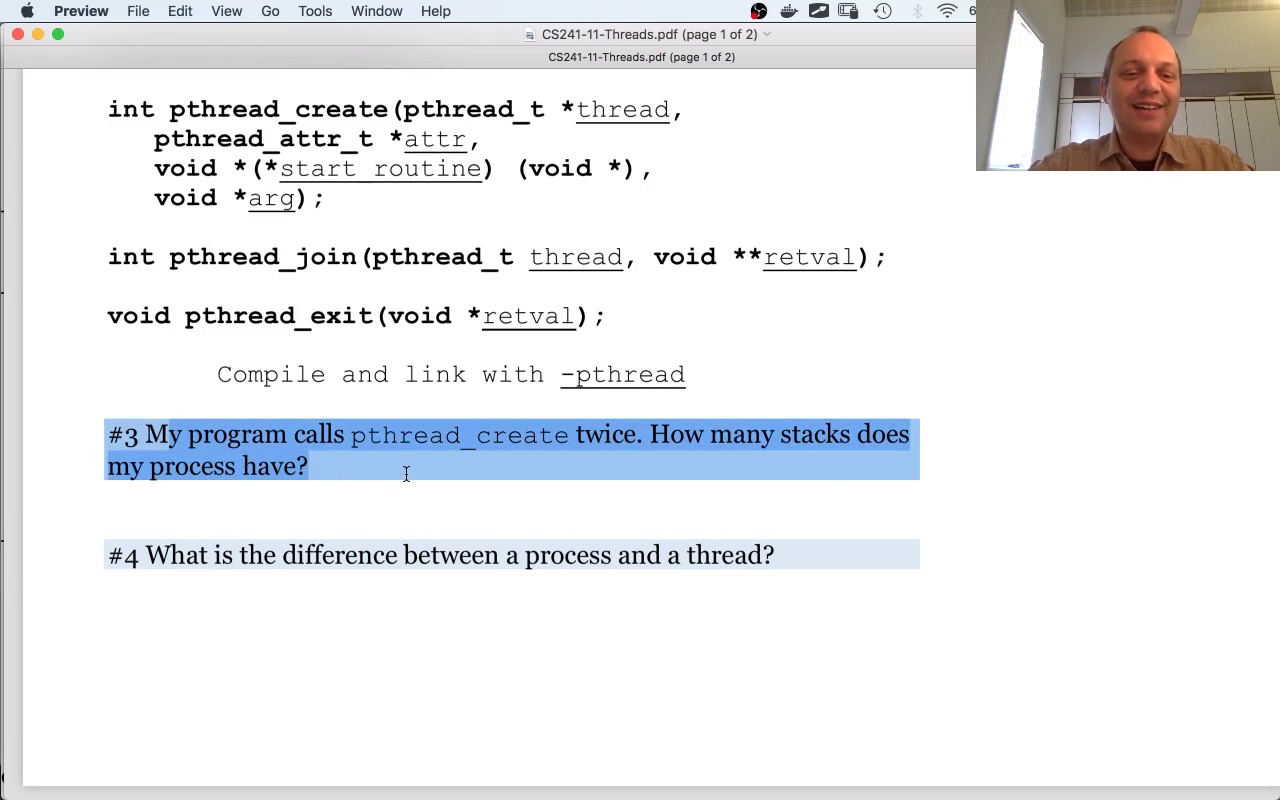 Preview File Edit View Go Tools Window Help 6
CS241-11-Threads.pdf (page 1 of 2)
CS241-11-Threads.pdf (page 1 of 2)
int pthread_create(pthread_t *thread,
pthread_attr_t *attr,
void *(*start_routine) (void *),
void *arg);
int pthread_join(pthread_t thread, void **retval);
void pthread_exit(void *retval);
Compile and link with -pthread
#3 My program calls pthread_create twice. How many stacks does
my process have?
#4 What is the difference between a process and a thread?